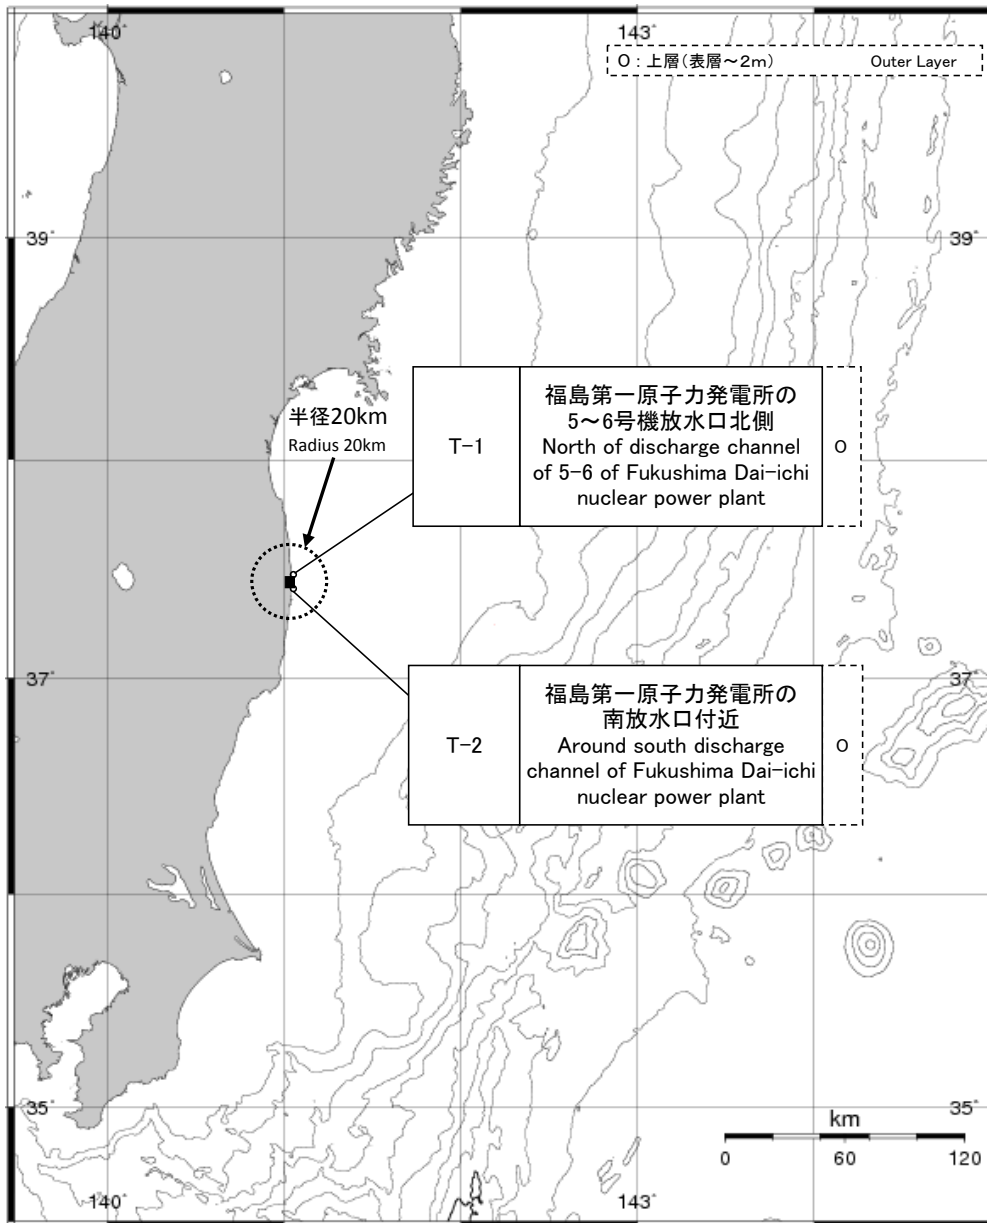 140°
143°
O : 上層(表層～2m) Outer Layer
39°
39°
半径20km
Radius 20km
T-1
福島第一原子力発電所の
5～6号機放水口北側
North of discharge channel
of 5-6 of Fukushima Dai-ichi
nuclear power plant
O
37°
37°
T-2
福島第一原子力発電所の
南放水口付近
Around south discharge
channel of Fukushima Dai-ichi
nuclear power plant
O
35°
35°
km
0 60 120
140°
143°